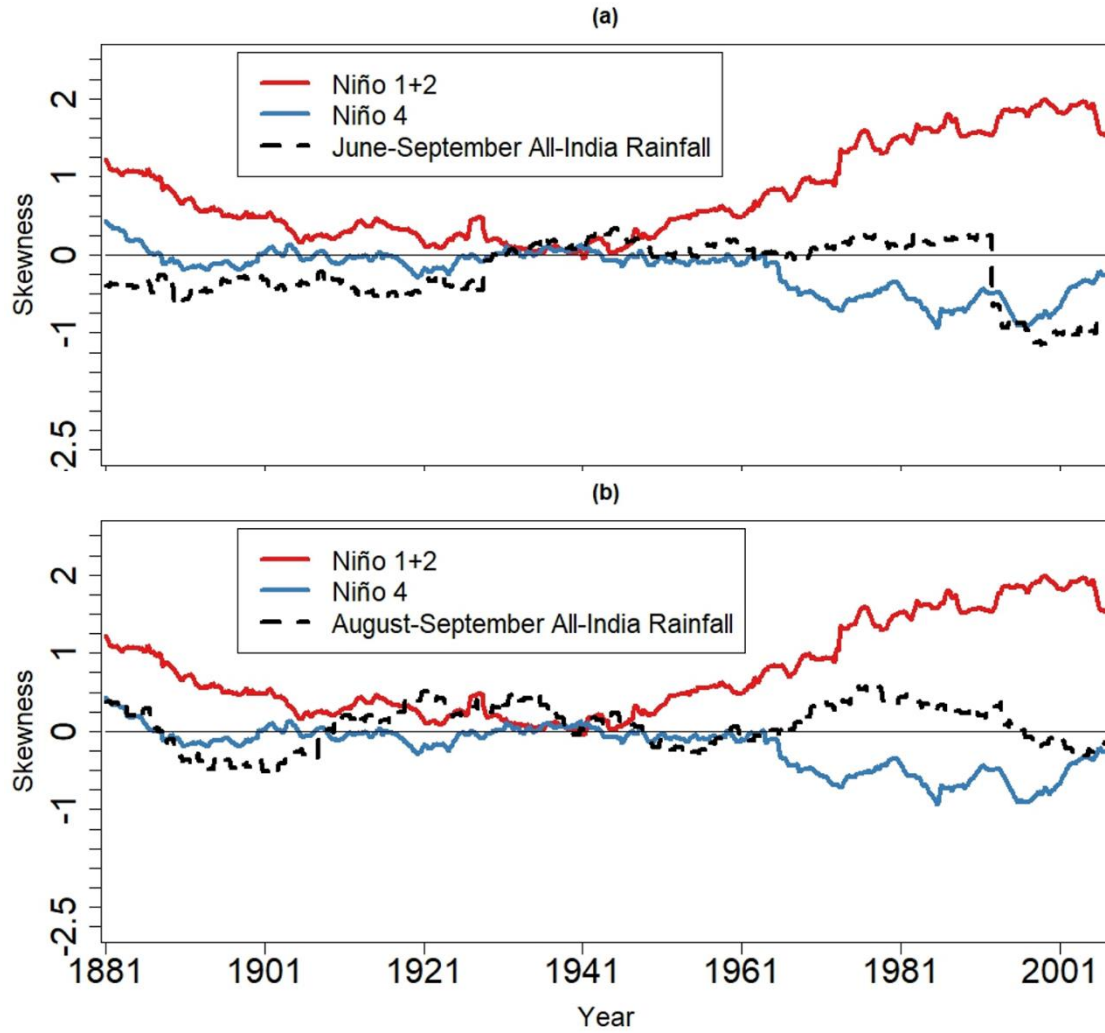 (a)
Niño 1+2
Niño 4
June-September All-India Rainfall
Skewness
2
1
0
-1
-2.5
(b)
Niño 1+2
Niño 4
August-September All-India Rainfall
Skewness
2
1
0
-1
-2.5
1881 1901 1921 1941 1961 1981 2001
Year